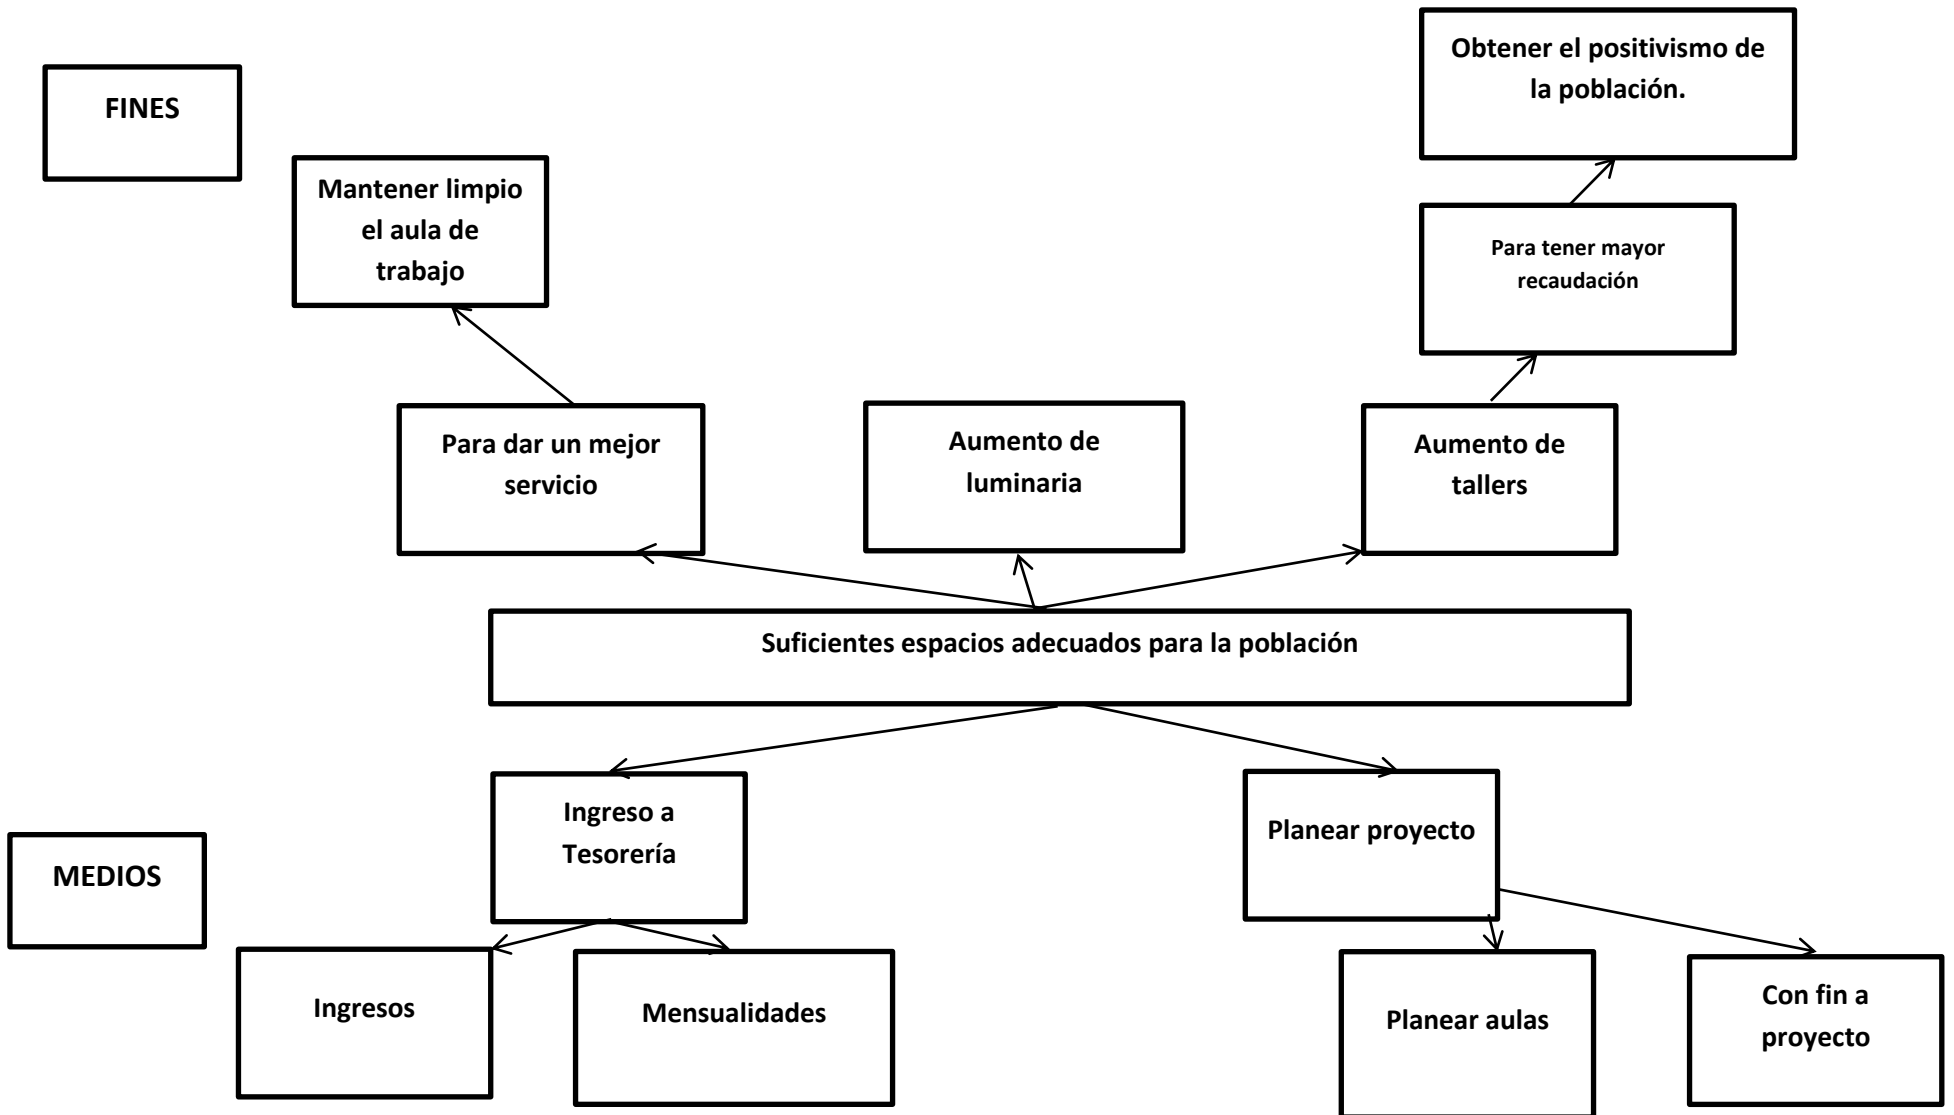 Obtener el positivismo de
la población.
FINES
Mantener limpio
el aula de
trabajo
Para tener mayor
recaudación
Para dar un mejor
servicio
Aumento de
luminaria
Aumento de
tallers
Suficientes espacios adecuados para la población
Ingreso a
Tesorería
Planear proyecto
MEDIOS
Ingresos
Mensualidades
Planear aulas
Con fin a
proyecto